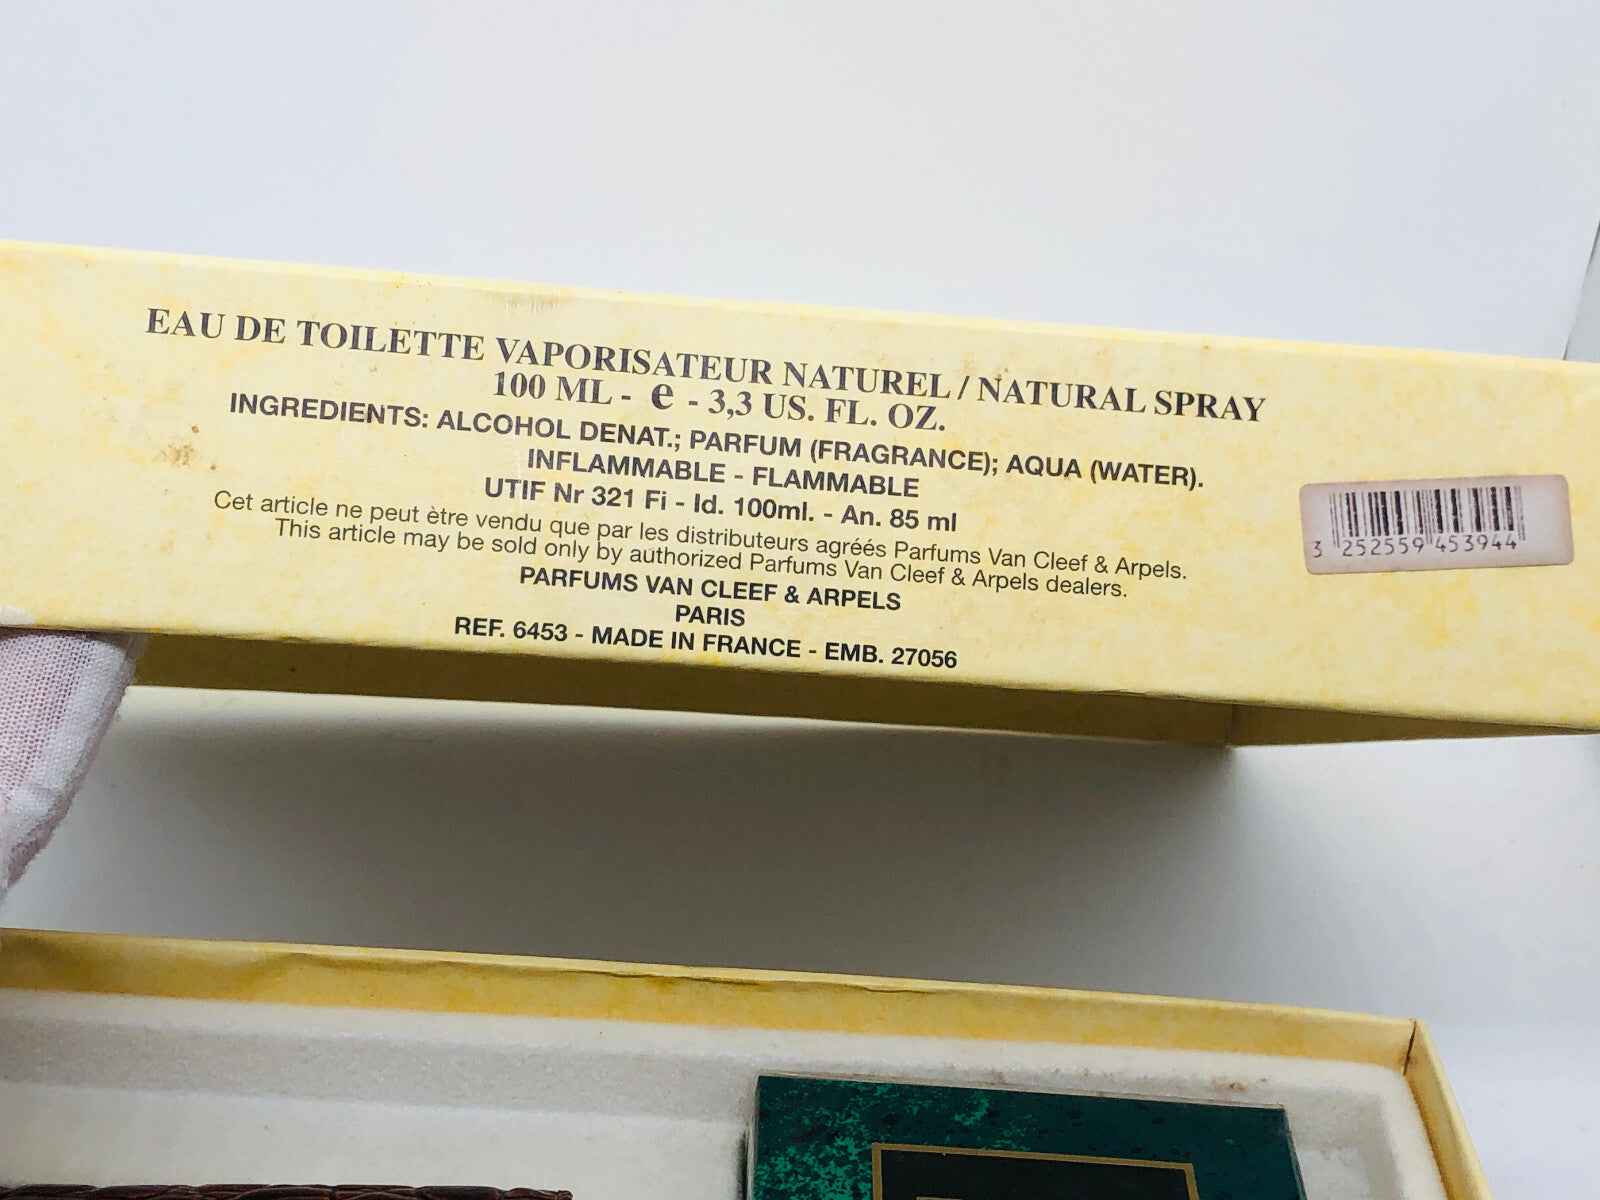 EAU DE TOILETTE VAPORISATEUR NATUREL / NATURAL SPRAY
100 ML - e - 3,3 US. FL. OZ.
INGREDIENTS: ALCOHOL DENAT.; PARFUM (FRAGRANCE); AQUA (WATER).
INFLAMMABLE - FLAMMABLE
UTIF Nr 321 Fi - Id. 100ml. - An. 85 ml
Cet article ne peut ètre vendu que par les distributeurs agréés Parfums Van Cleef & Arpels.
This article may be sold only by authorized Parfums Van Cleef & Arpels dealers.
PARFUMS VAN CLEEF & ARPELS
PARIS
REF. 6453 - MADE IN FRANCE - EMB. 27056
3 252559 453944